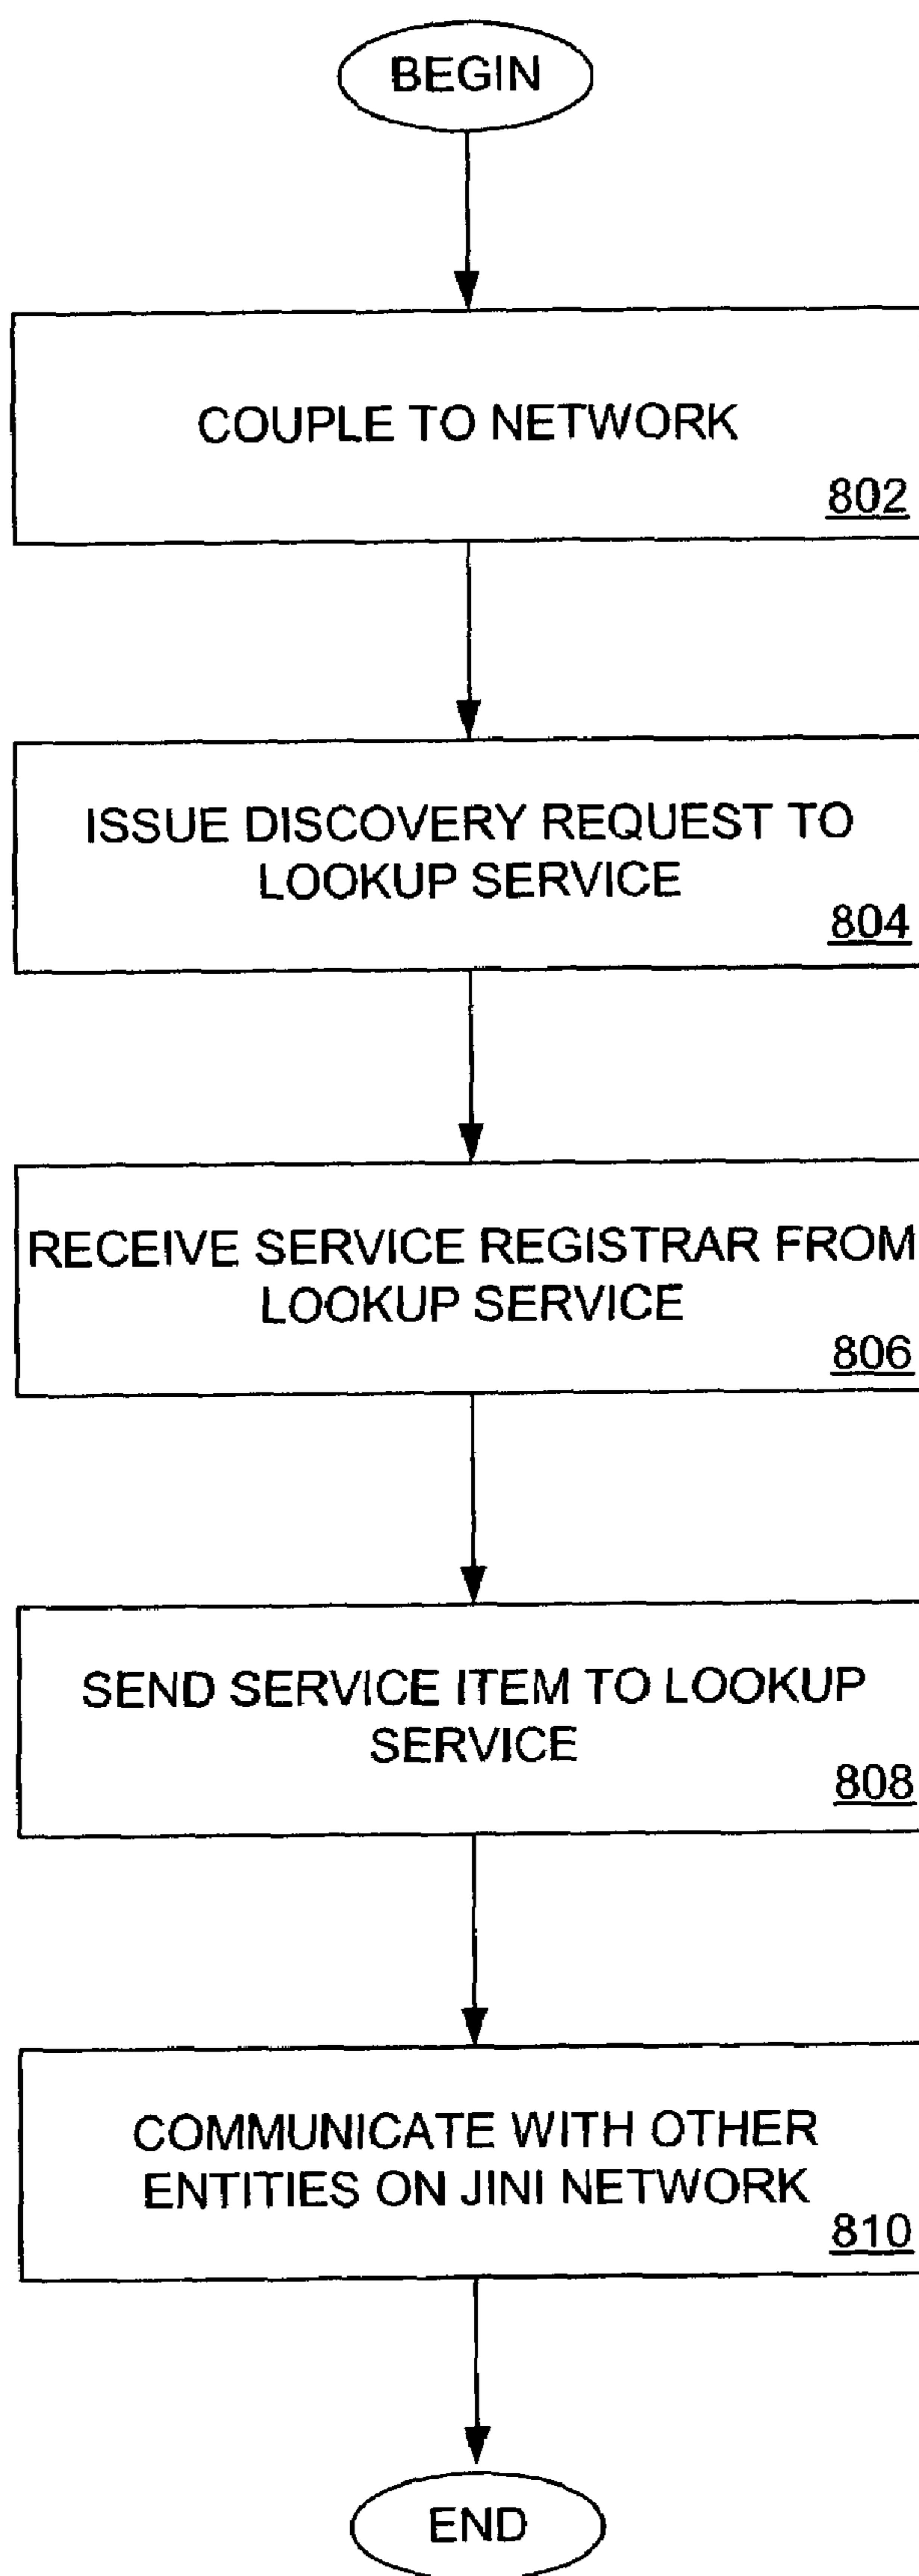 BEGIN
COUPLE TO NETWORK
802
ISSUE DISCOVERY REQUEST TO
LOOKUP SERVICE
804
RECEIVE SERVICE REGISTRAR FROM
LOOKUP SERVICE
806
SEND SERVICE ITEM TO LOOKUP
SERVICE
808
COMMUNICATE WITH OTHER
ENTITIES ON JINI NETWORK
810
END